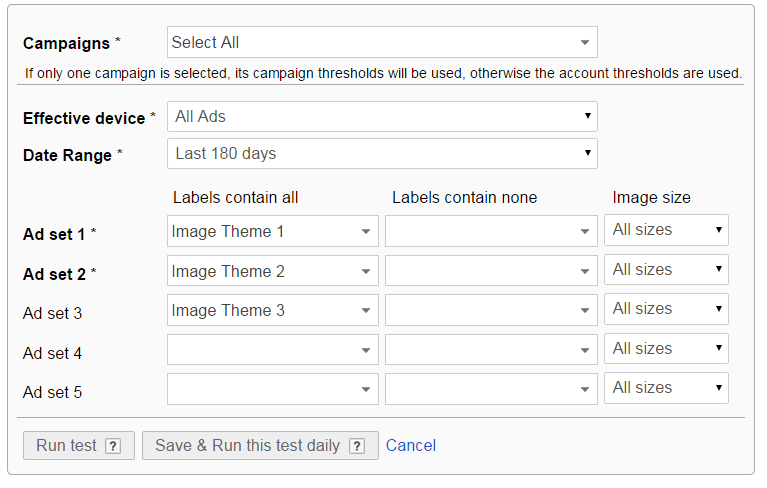 Campaigns * Select All
If only one campaign is selected, its campaign thresholds will be used, otherwise the account thresholds are used.
Effective device * All Ads
Date Range * Last 180 days
Labels contain all Labels contain none Image size
Ad set 1 * Image Theme 1 All sizes
Ad set 2 * Image Theme 2 All sizes
Ad set 3 Image Theme 3 All sizes
Ad set 4 All sizes
Ad set 5 All sizes
Run test ? Save & Run this test daily ? Cancel